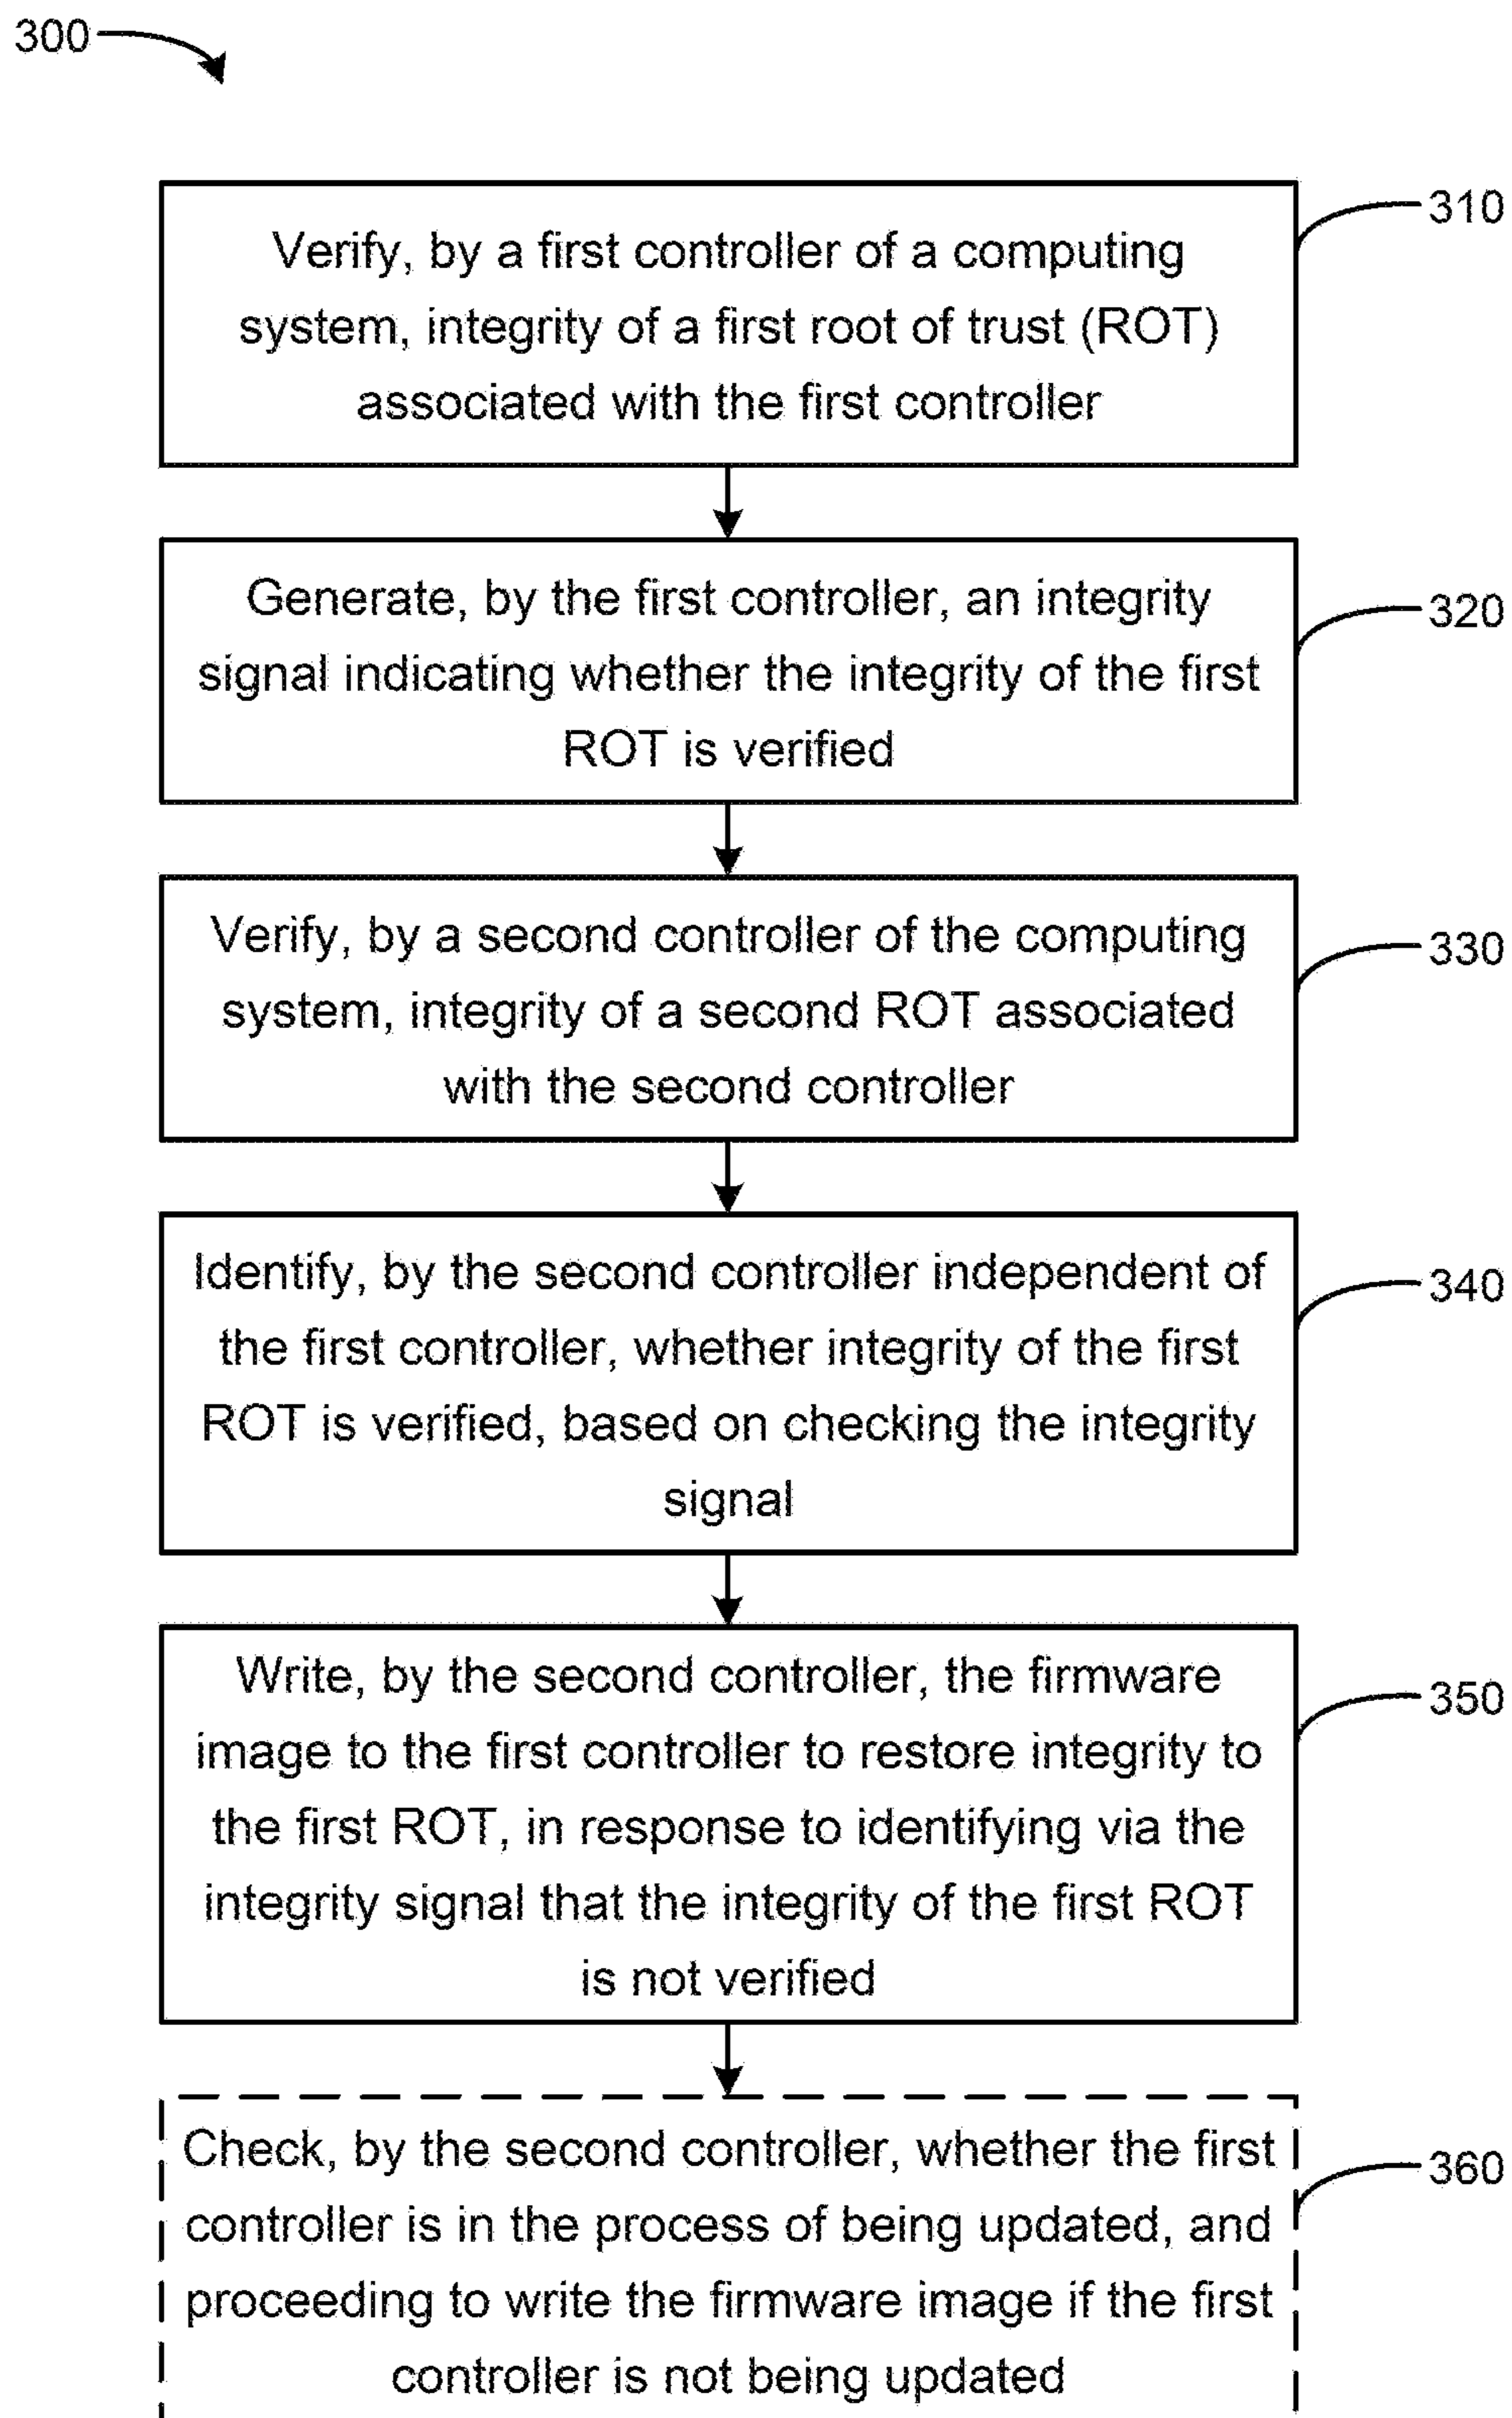 300
Verify, by a first controller of a computing
system, integrity of a first root of trust (ROT)
associated with the first controller
310
Generate, by the first controller, an integrity
signal indicating whether the integrity of the first
ROT is verified
320
Verify, by a second controller of the computing
system, integrity of a second ROT associated
with the second controller
330
Identify, by the second controller independent of
the first controller, whether integrity of the first
ROT is verified, based on checking the integrity
signal
340
Write, by the second controller, the firmware
image to the first controller to restore integrity to
the first ROT, in response to identifying via the
integrity signal that the integrity of the first ROT
is not verified
350
Check, by the second controller, whether the first
controller is in the process of being updated, and
proceeding to write the firmware image if the first
controller is not being updated
360